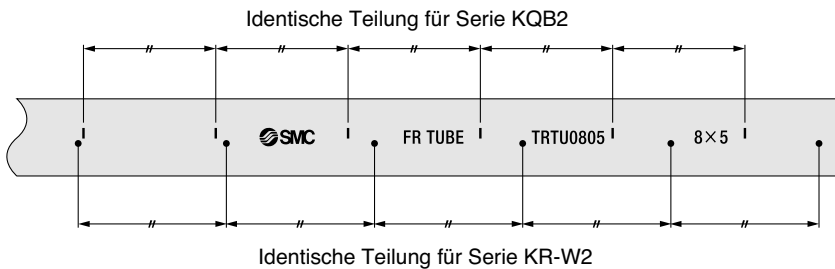 Identische Teilung für Serie KQB2
SMC FR TUBE TRTU0805 8×5
Identische Teilung für Serie KR-W2